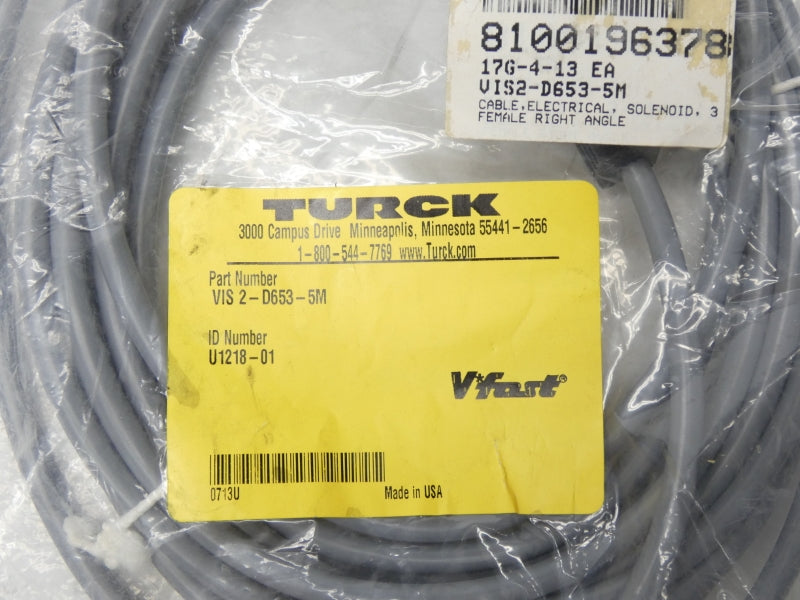 8100196378
17G-4-13 EA
VIS2-D653-5M
CABLE,ELECTRICAL, SOLENOID, 3
FEMALE RIGHT ANGLE
TURCK
3000 Campus Drive Minneapolis, Minnesota 55441-2656
1-800-544-7769 www.Turck.com
Part Number
VIS 2-D653-5M
ID Number
U1218-01
V*fast®
0713U
Made in USA